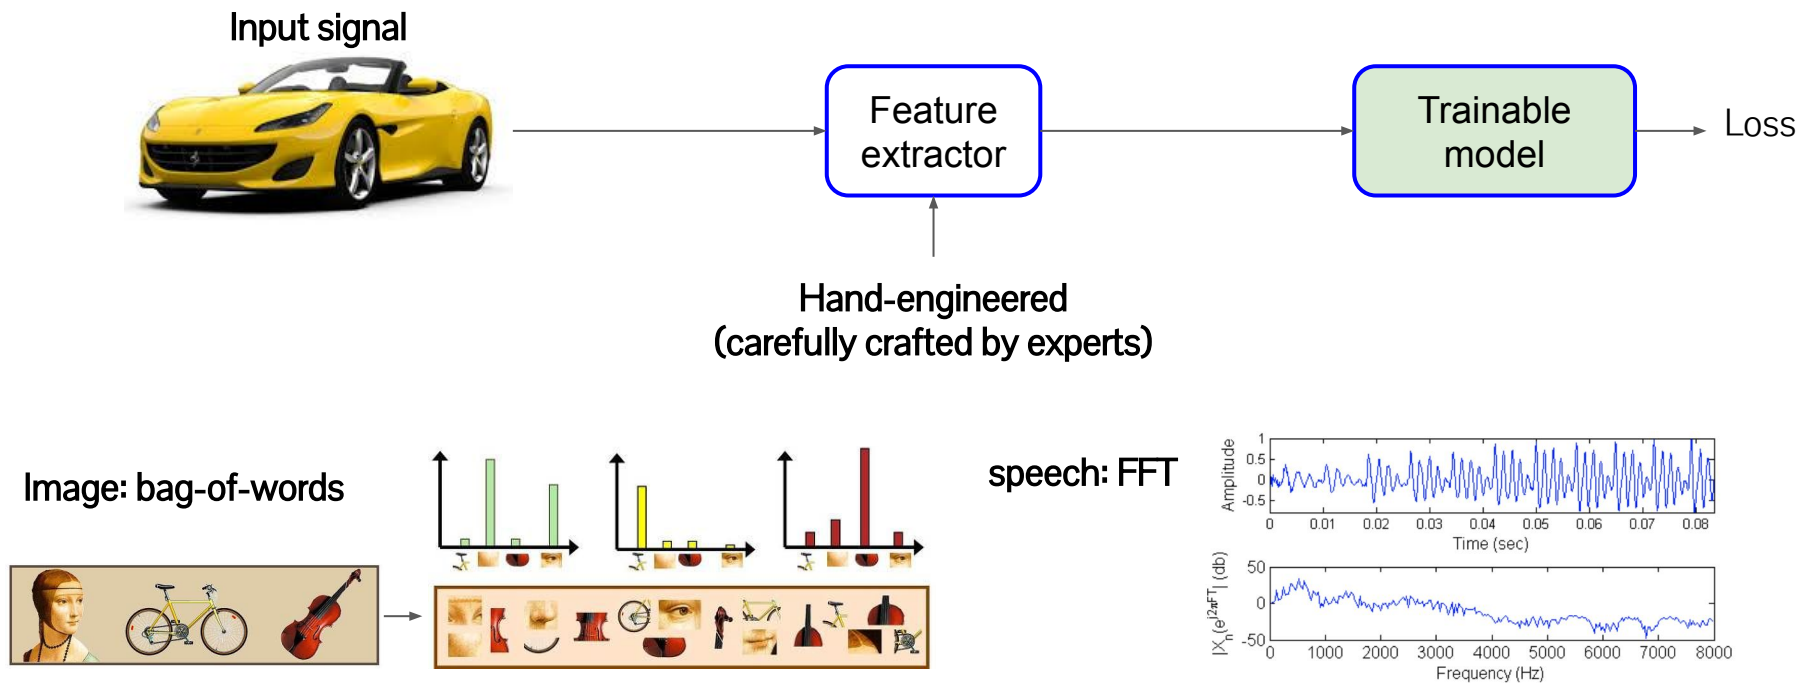 Input signal
Feature
extractor
Trainable
model
Loss
Hand-engineered
(carefully crafted by experts)
Image: bag-of-words
speech: FFT
Amplitude
1
0.5
0
-0.5
0 0.01 0.02 0.03 0.04 0.05 0.06 0.07 0.08
Time (sec)
|X_n(e^j2πFT| (db)
50
0
-50
0 1000 2000 3000 4000 5000 6000 7000 8000
Frequency (Hz)